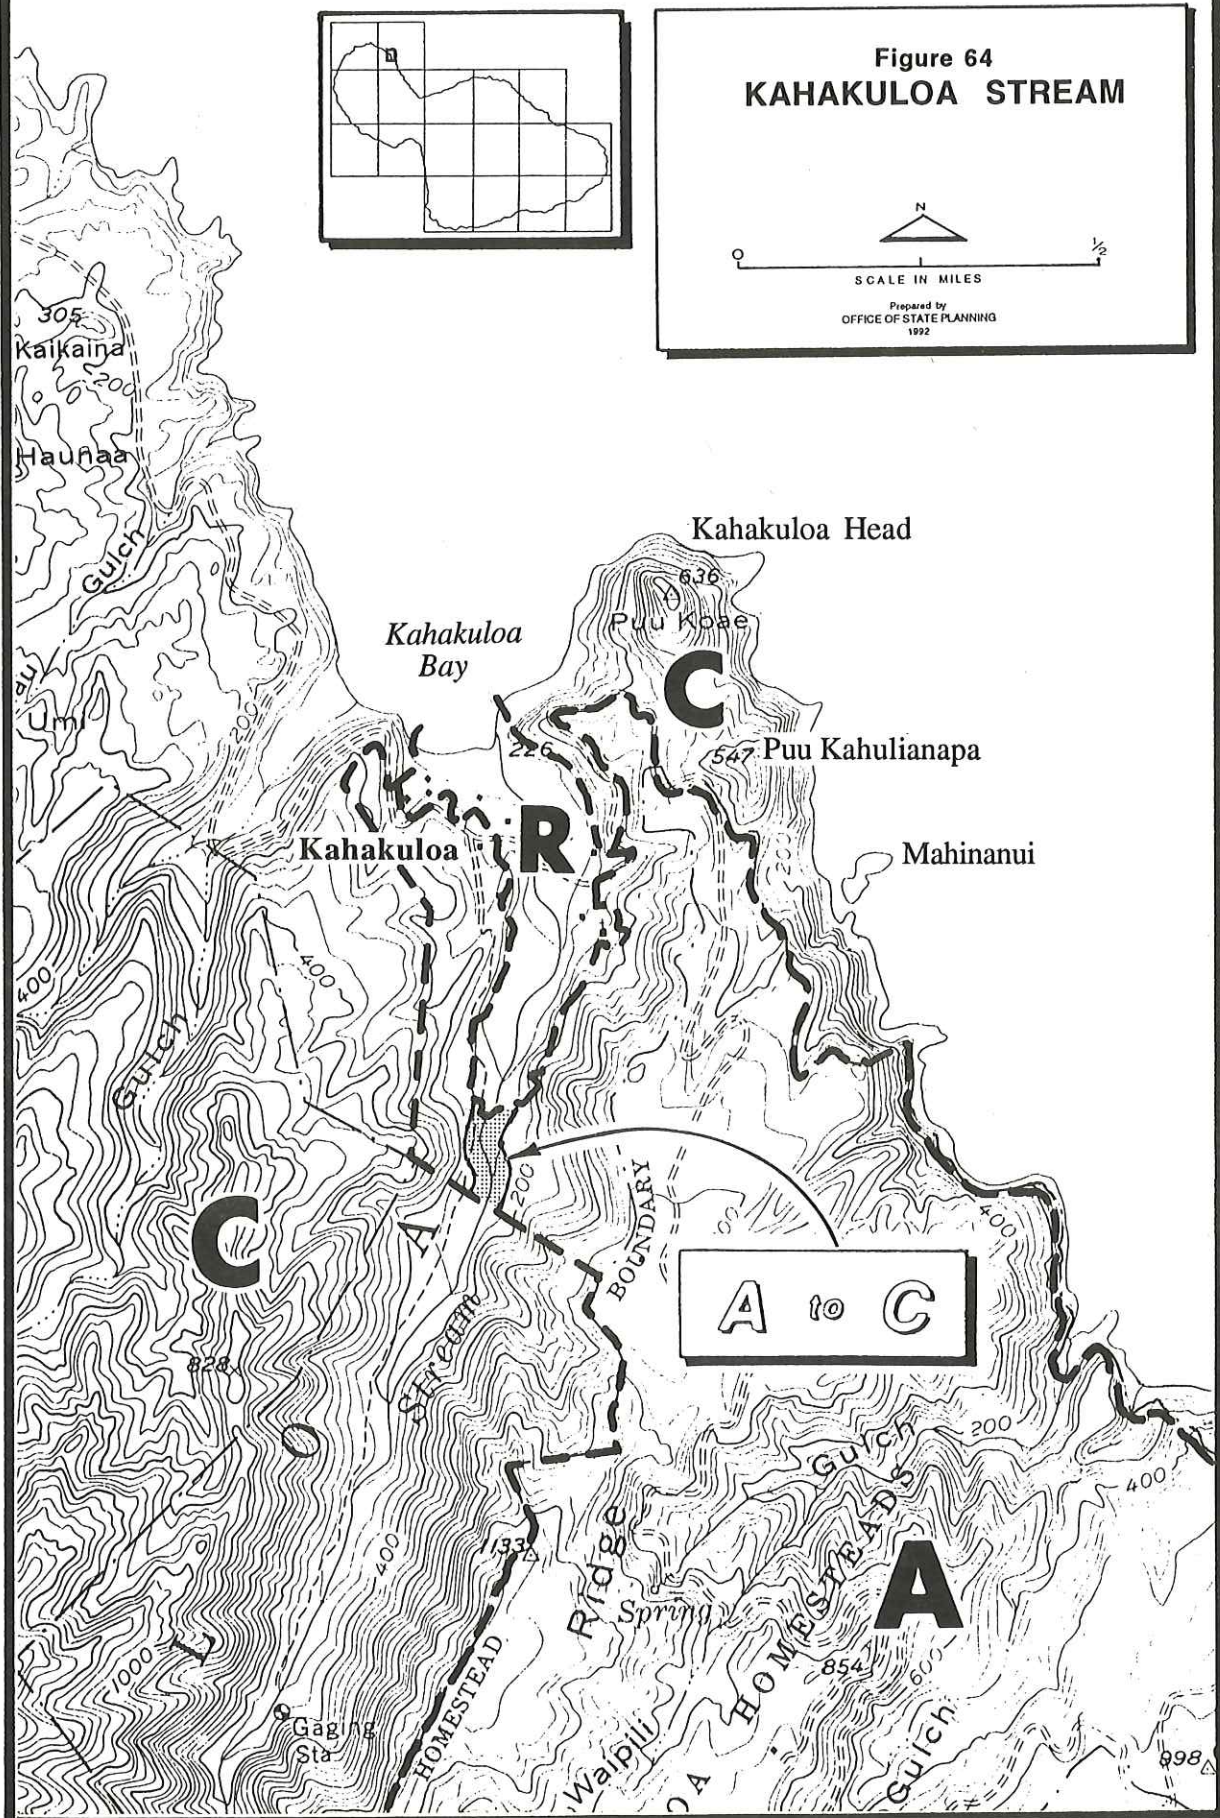 Figure 64
KAHAKULOA STREAM
N
0
1/2
SCALE IN MILES
Prepared by
OFFICE OF STATE PLANNING
1992
305
Kaikaina
200
Haunaa
Gulch
Kahakuloa Head
636
Puu Koae
Kahakuloa
Bay
C
au
Umi
200
226
547
Puu Kahulianapa
R
Kahakuloa
Mahinanui
400
400
Gulch
C
A
200
BOUNDARY
400
A to C
828
Stream
O
Gulch
200
400
1133
400
Ridge
Spring
HOMESTEADS
A
1000
L
854
600
Gaging
Sta
HOMESTEAD
Waipili
OA
Gulch
898